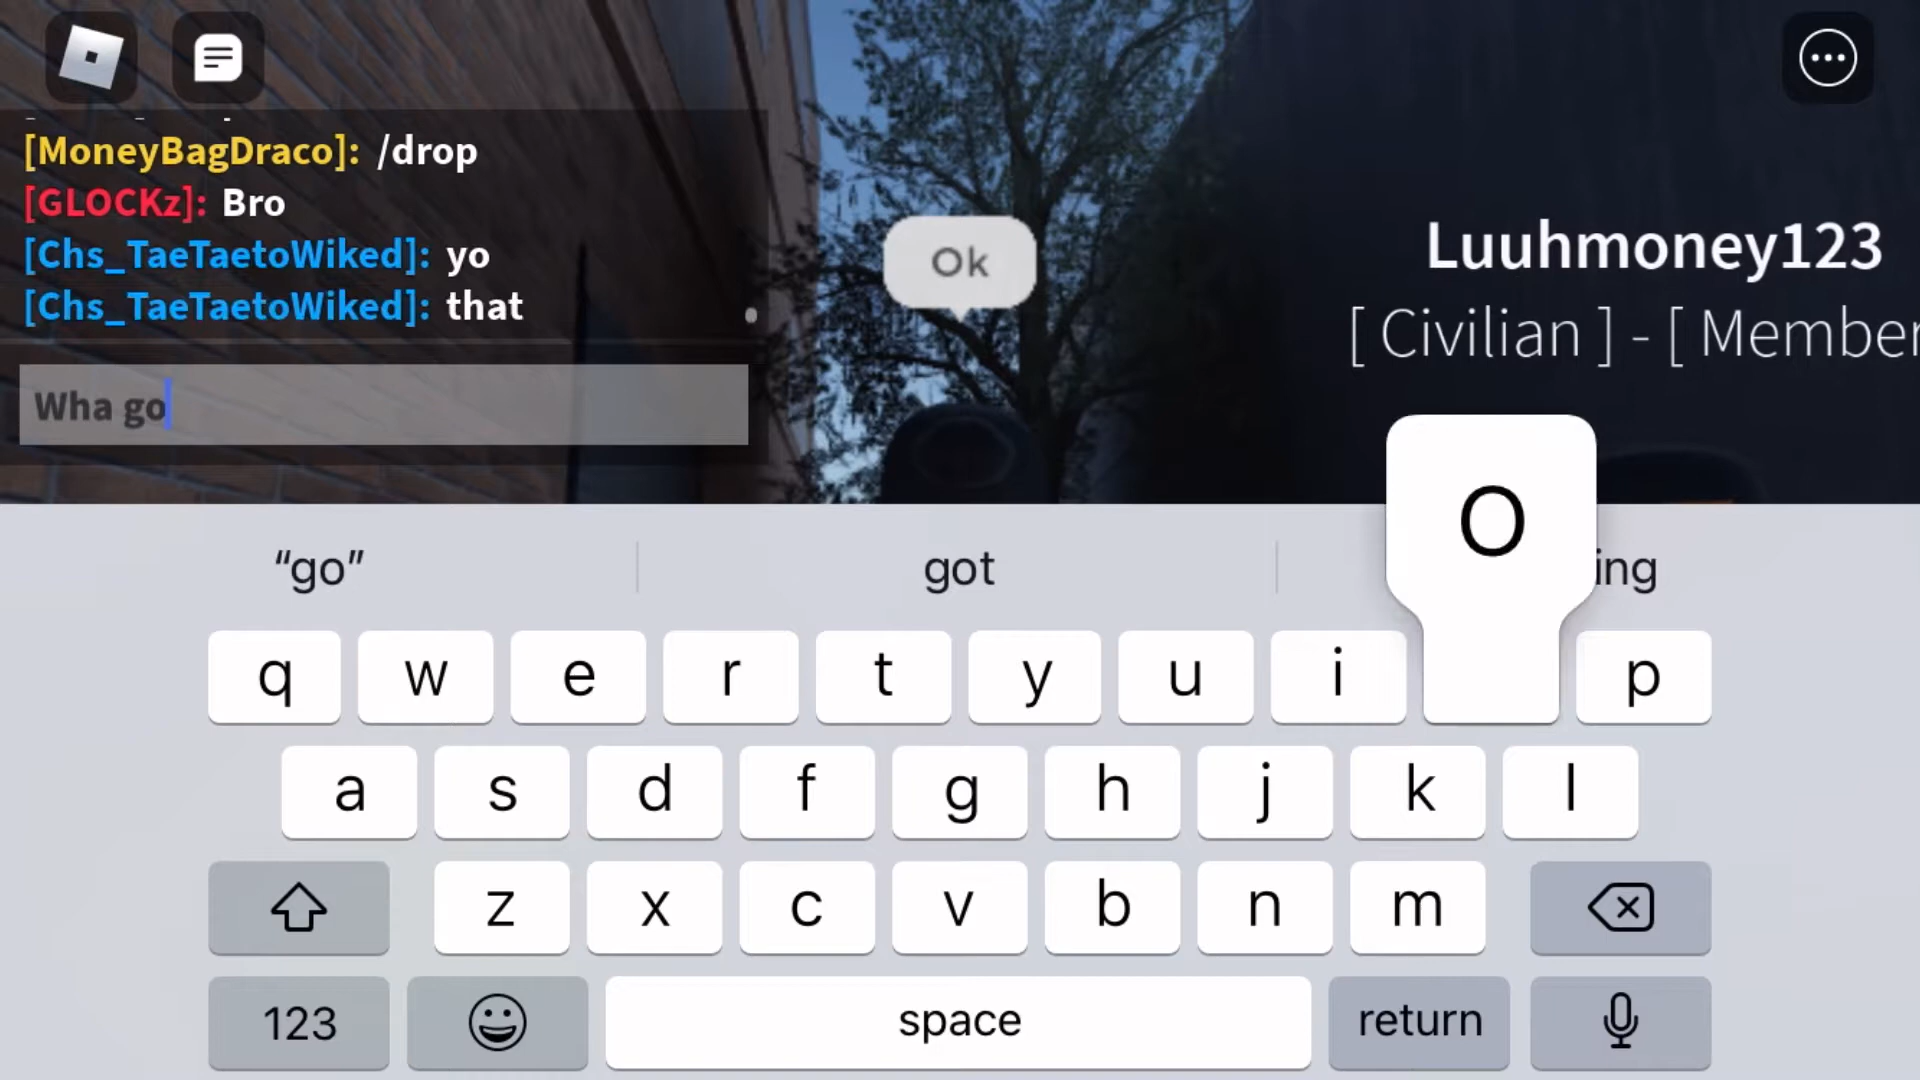 [MoneyBagDraco]: /drop
[GLOCKz]: Bro
[Chs_TaeTaetoWiked]: yo
[Chs_TaeTaetoWiked]: that
Wha go
Ok
Luuhmoney123
[ Civilian ] - [ Member
“go” got ing
q w e r t y u i O p
a s d f g h j k l
z x c v b n m
123 space return